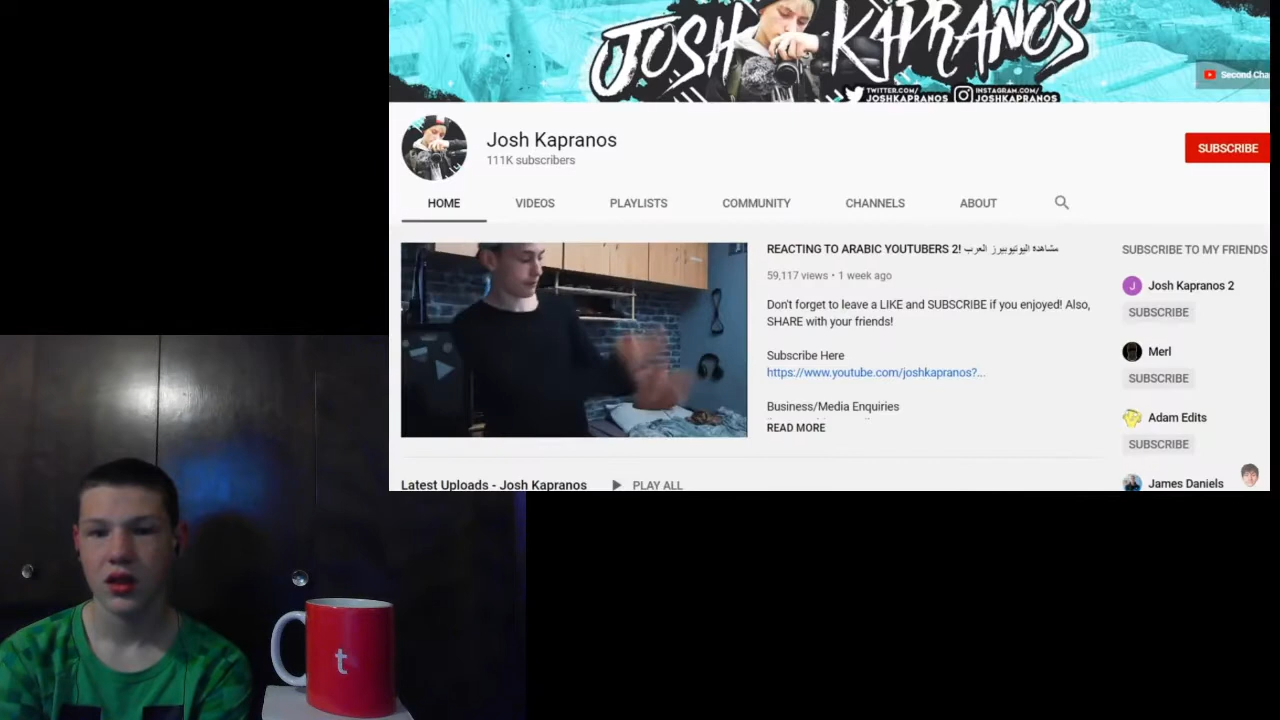 JOSH KAPRANOS
TWITTER.COM/
JOSHKAPRANOS
INSTAGRAM.COM/
JOSHKAPRANOS
Second Cha
Josh Kapranos
111K subscribers
SUBSCRIBE
HOME
VIDEOS
PLAYLISTS
COMMUNITY
CHANNELS
ABOUT
REACTING TO ARABIC YOUTUBERS 2! مشاهده اليوتيوبيرز العرب
59,117 views • 1 week ago
Don't forget to leave a LIKE and SUBSCRIBE if you enjoyed! Also,
SHARE with your friends!
Subscribe Here
https://www.youtube.com/joshkapranos?...
Business/Media Enquiries
READ MORE
SUBSCRIBE TO MY FRIENDS
J
Josh Kapranos 2
SUBSCRIBE
Merl
SUBSCRIBE
Adam Edits
SUBSCRIBE
James Daniels
Latest Uploads - Josh Kapranos
PLAY ALL
t